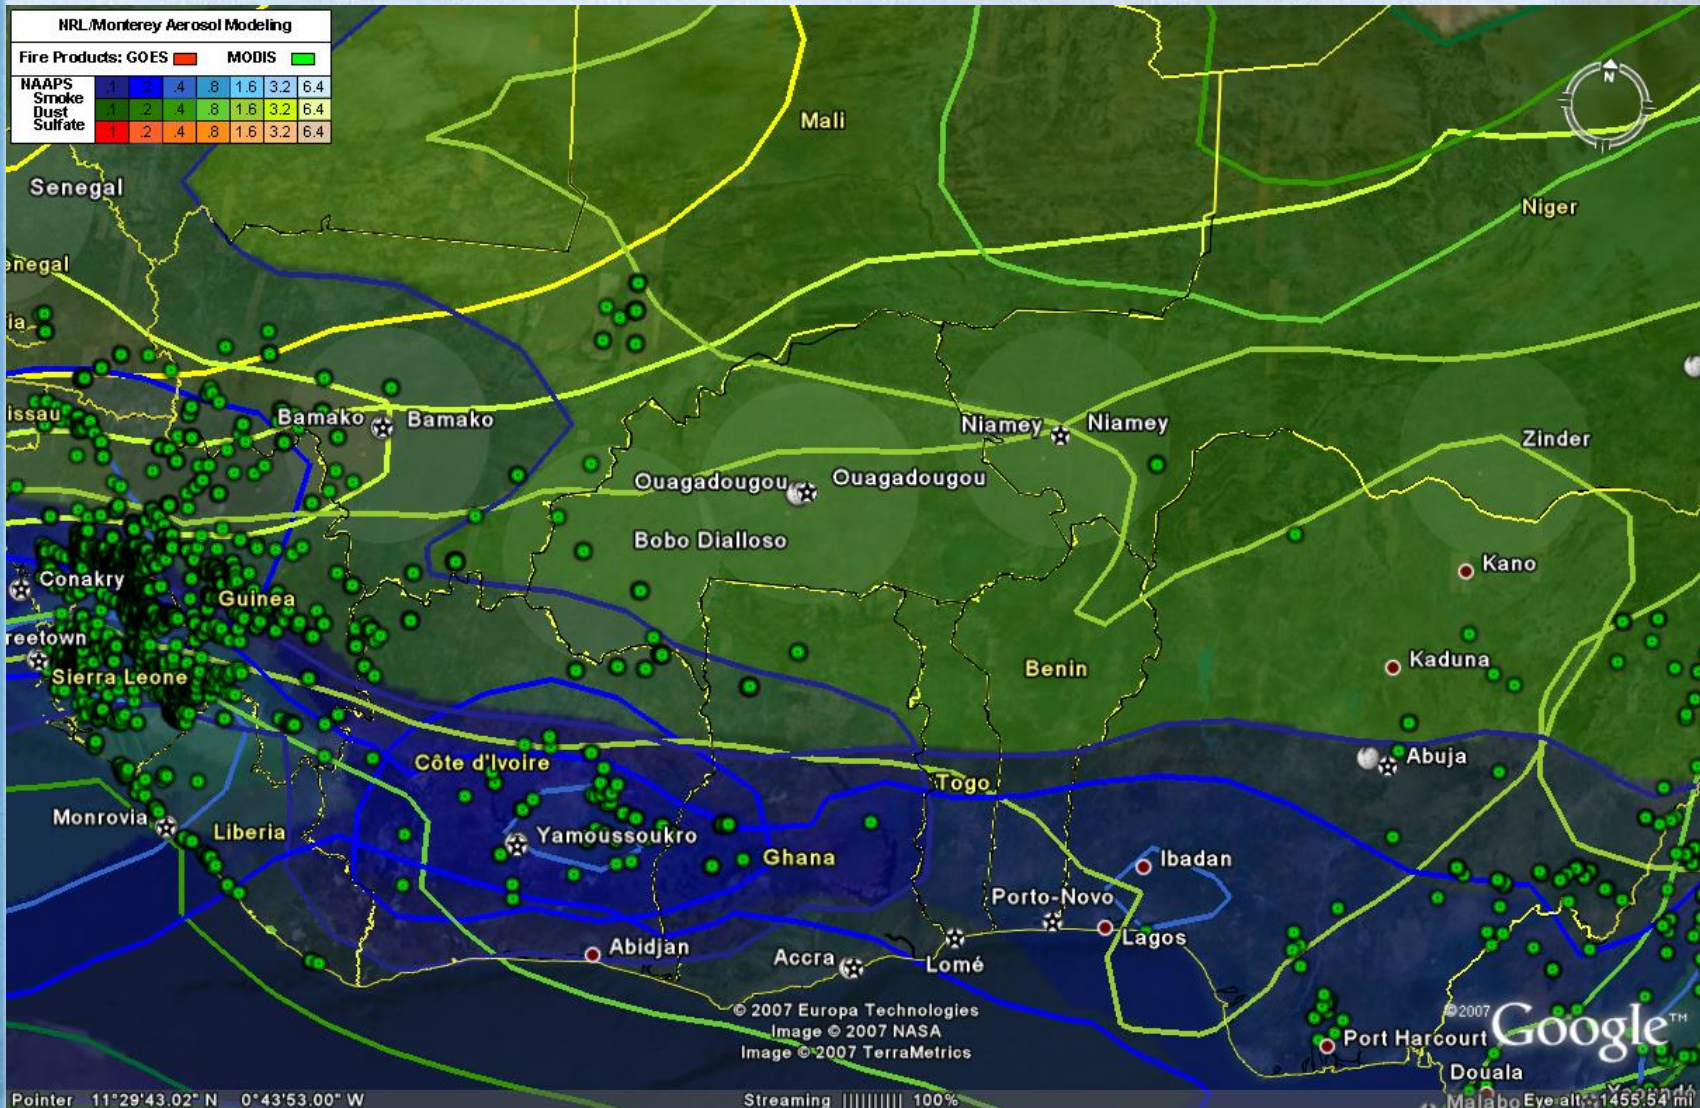 NRL/Monterey Aerosol Modeling
Fire Products: GOES MODIS
NAAPS
Smoke .1 .2 .4 .8 1.6 3.2 6.4
Dust .1 .2 .4 .8 1.6 3.2 6.4
Sulfate .1 .2 .4 .8 1.6 3.2 6.4
N
Mali
Senegal
Niger
enegal
ia
issau
Bamako Bamako
Niamey Niamey
Zinder
Ouagadougou Ouagadougou
Bobo Dialloso
Kano
Conakry
Guinea
reetown
Sierra Leone
Benin
Kaduna
Côte d'Ivoire
Abuja
Togo
Monrovia
Liberia
Yamoussoukro
Ghana
Ibadan
Porto-Novo
Lagos
Abidjan
Accra
Lomé
© 2007 Europa Technologies
Image © 2007 NASA
Image © 2007 TerraMetrics
©2007 Google™
Port Harcourt
Douala
Malabo
Pointer 11°29'43.02" N 0°43'53.00" W
Streaming |||||||||| 100%
Eye alt 1455.54 mi